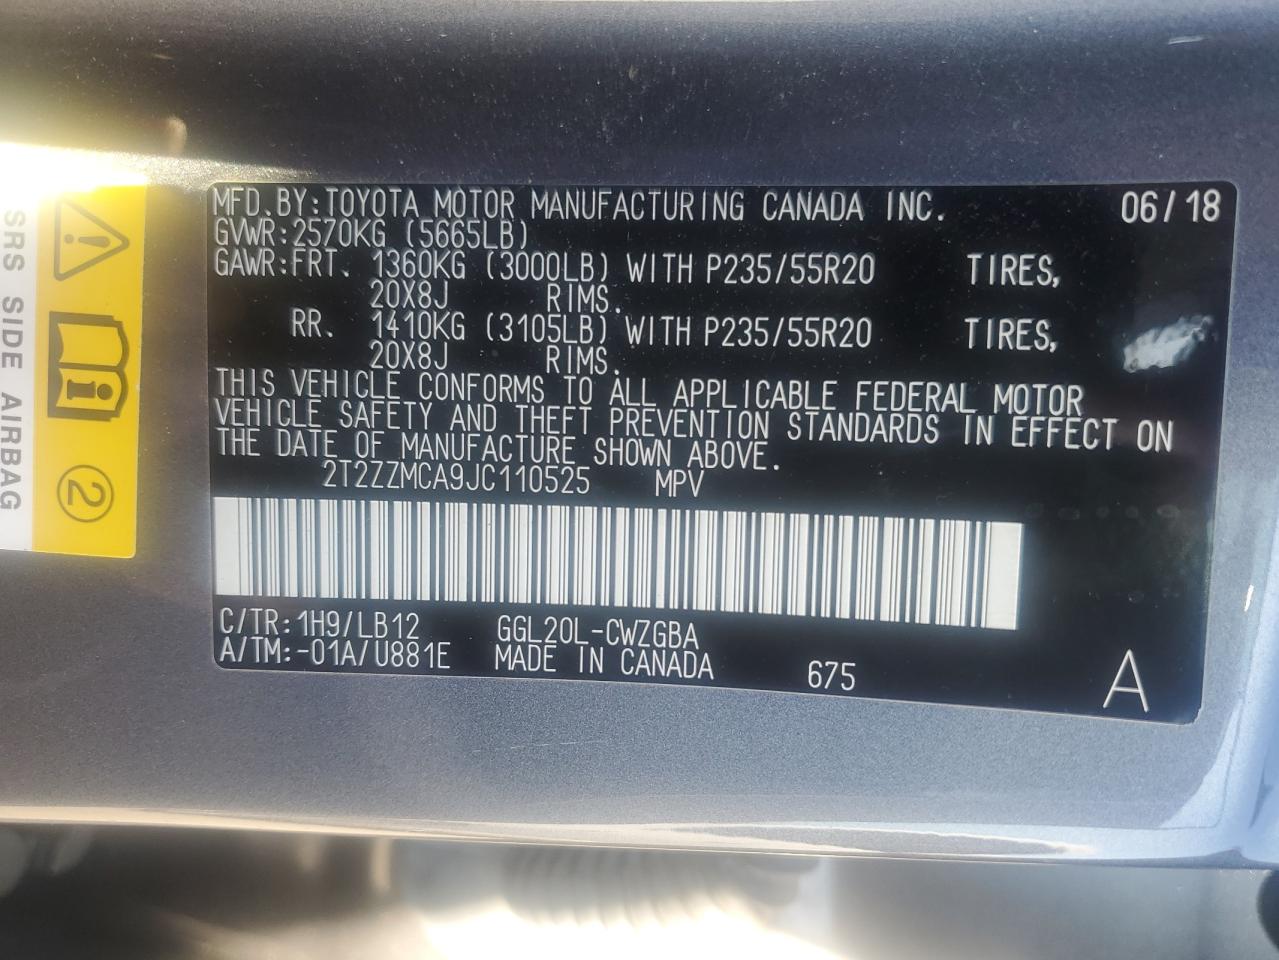 MFD.BY:TOYOTA MOTOR MANUFACTURING CANADA INC. 06/18
GVWR:2570KG (5665LB)
GAWR:FRT. 1360KG (3000LB) WITH P235/55R20 TIRES,
20X8J RIMS.
RR. 1410KG (3105LB) WITH P235/55R20 TIRES,
20X8J RIMS.
THIS VEHICLE CONFORMS TO ALL APPLICABLE FEDERAL MOTOR
VEHICLE SAFETY AND THEFT PREVENTION STANDARDS IN EFFECT ON
THE DATE OF MANUFACTURE SHOWN ABOVE.
2T2ZZMCA9JC110525 MPV
C/TR:1H9/LB12 GGL20L-CWZGBA
A/TM:-01A/U881E MADE IN CANADA 675 A
SRS SIDE AIRBAG
2